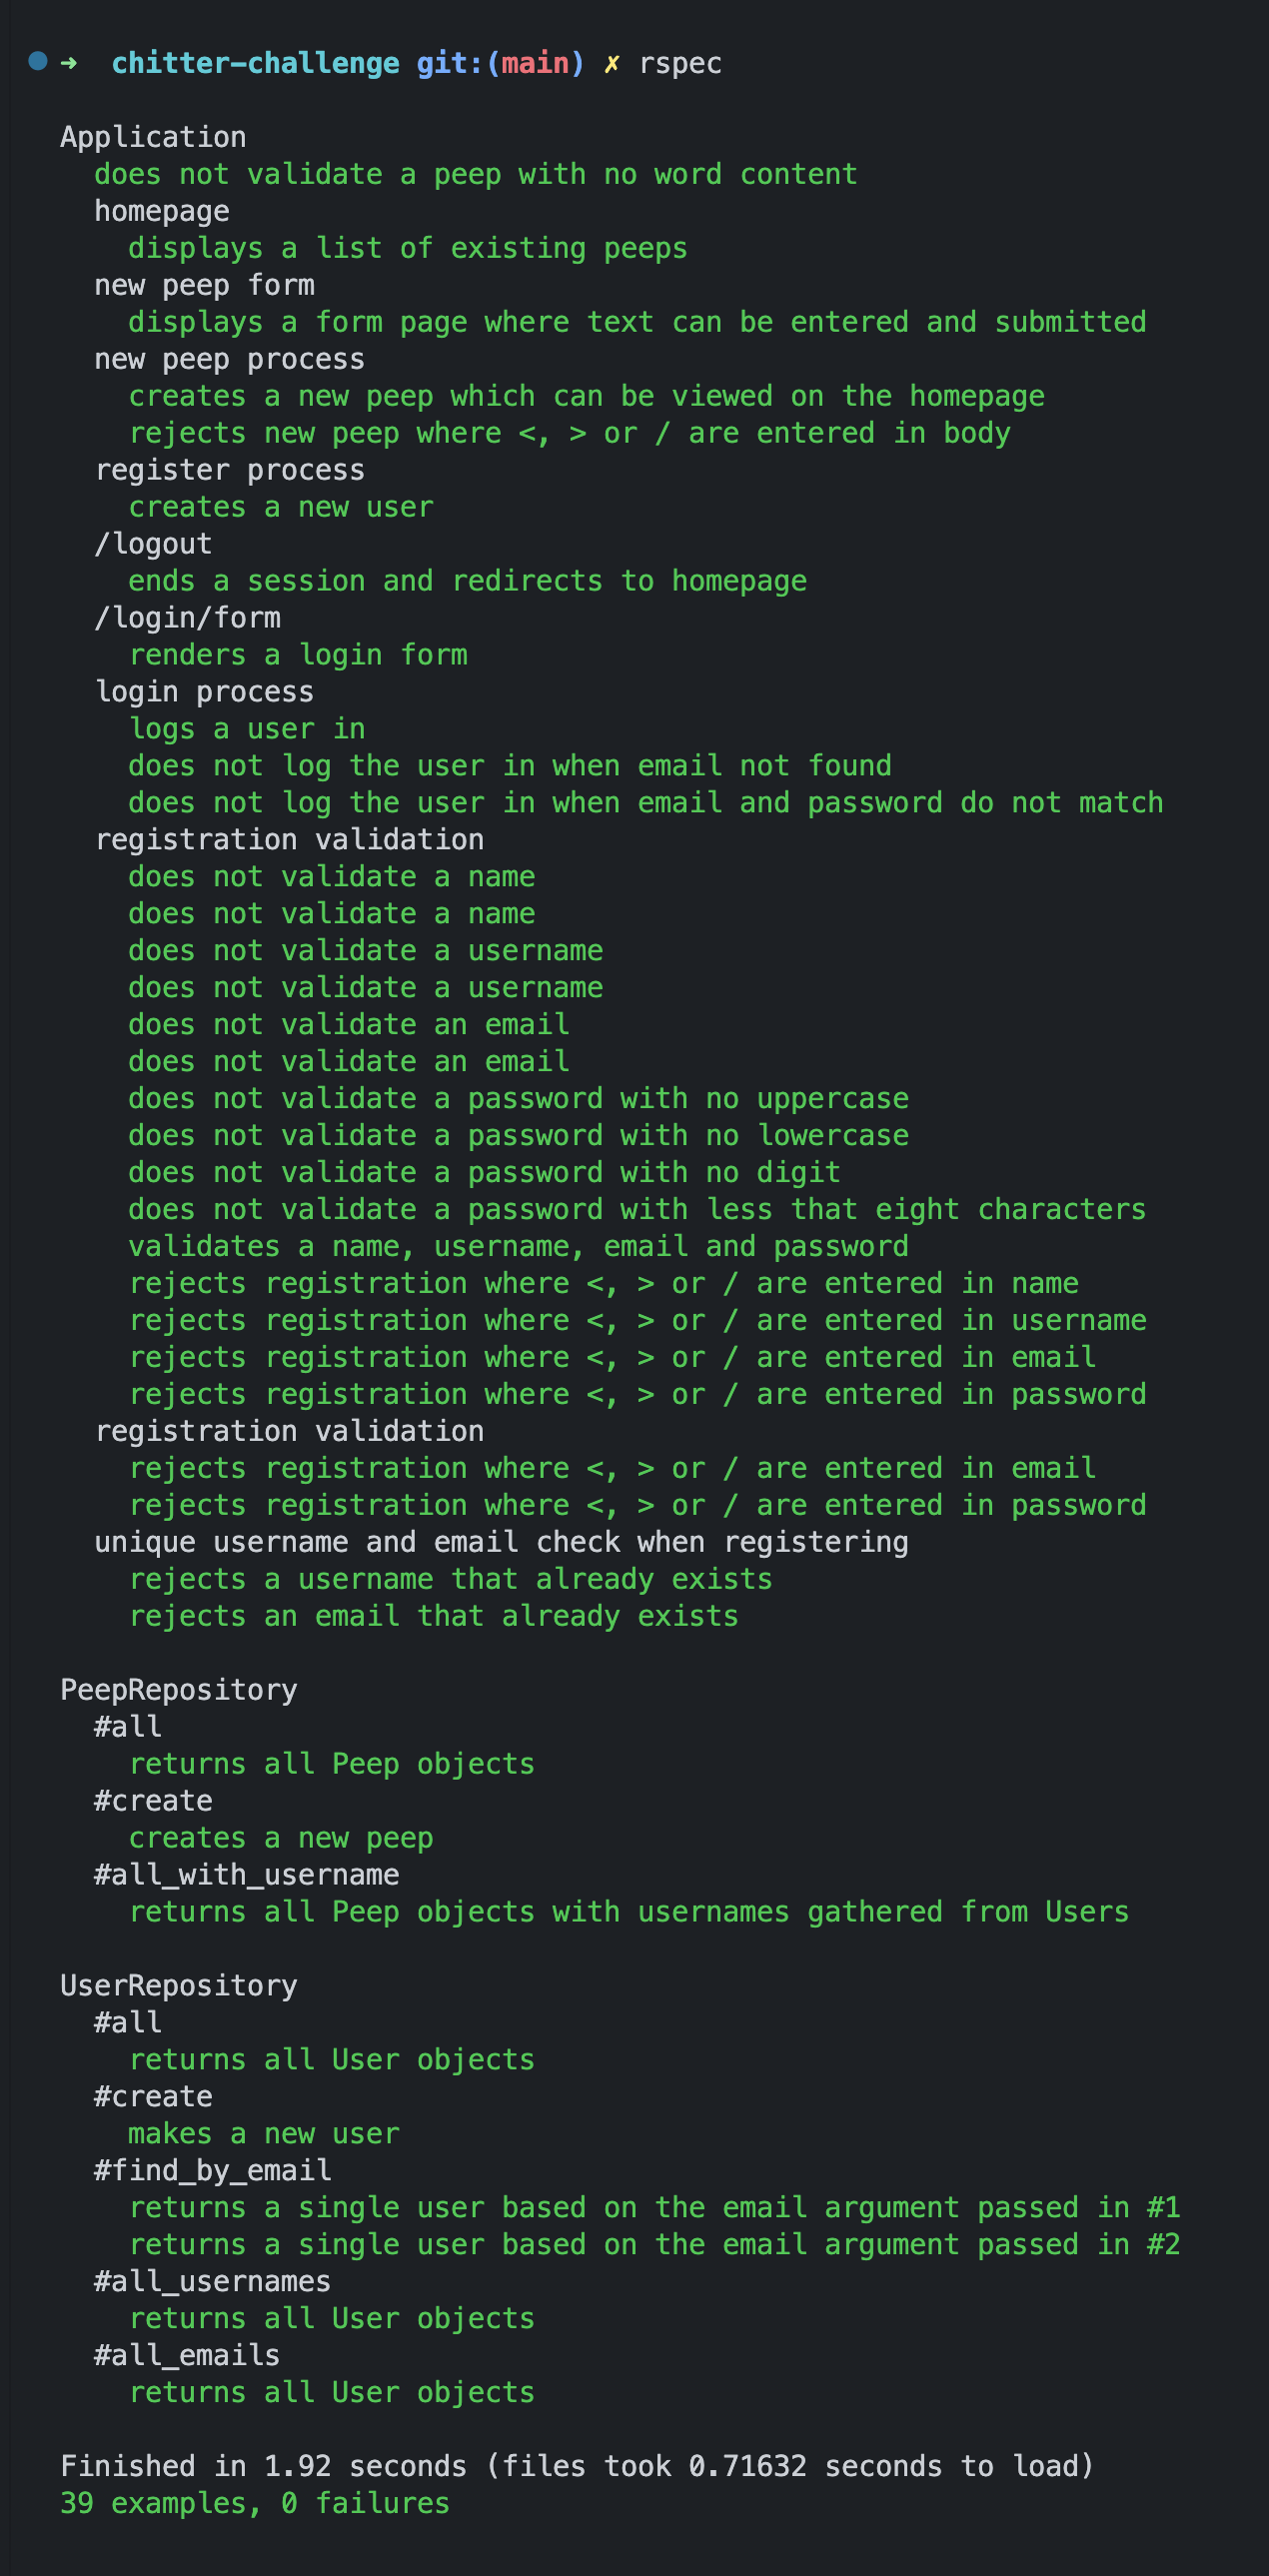 ➜  chitter-challenge git:(main) ✗ rspec
Application
does not validate a peep with no word content
homepage
displays a list of existing peeps
new peep form
displays a form page where text can be entered and submitted
new peep process
creates a new peep which can be viewed on the homepage
rejects new peep where <, > or / are entered in body
register process
creates a new user
/logout
ends a session and redirects to homepage
/login/form
renders a login form
login process
logs a user in
does not log the user in when email not found
does not log the user in when email and password do not match
registration validation
does not validate a name
does not validate a name
does not validate a username
does not validate a username
does not validate an email
does not validate an email
does not validate a password with no uppercase
does not validate a password with no lowercase
does not validate a password with no digit
does not validate a password with less that eight characters
validates a name, username, email and password
rejects registration where <, > or / are entered in name
rejects registration where <, > or / are entered in username
rejects registration where <, > or / are entered in email
rejects registration where <, > or / are entered in password
registration validation
rejects registration where <, > or / are entered in email
rejects registration where <, > or / are entered in password
unique username and email check when registering
rejects a username that already exists
rejects an email that already exists
PeepRepository
#all
returns all Peep objects
#create
creates a new peep
#all_with_username
returns all Peep objects with usernames gathered from Users
UserRepository
#all
returns all User objects
#create
makes a new user
#find_by_email
returns a single user based on the email argument passed in #1
returns a single user based on the email argument passed in #2
#all_usernames
returns all User objects
#all_emails
returns all User objects
Finished in 1.92 seconds (files took 0.71632 seconds to load)
39 examples, 0 failures